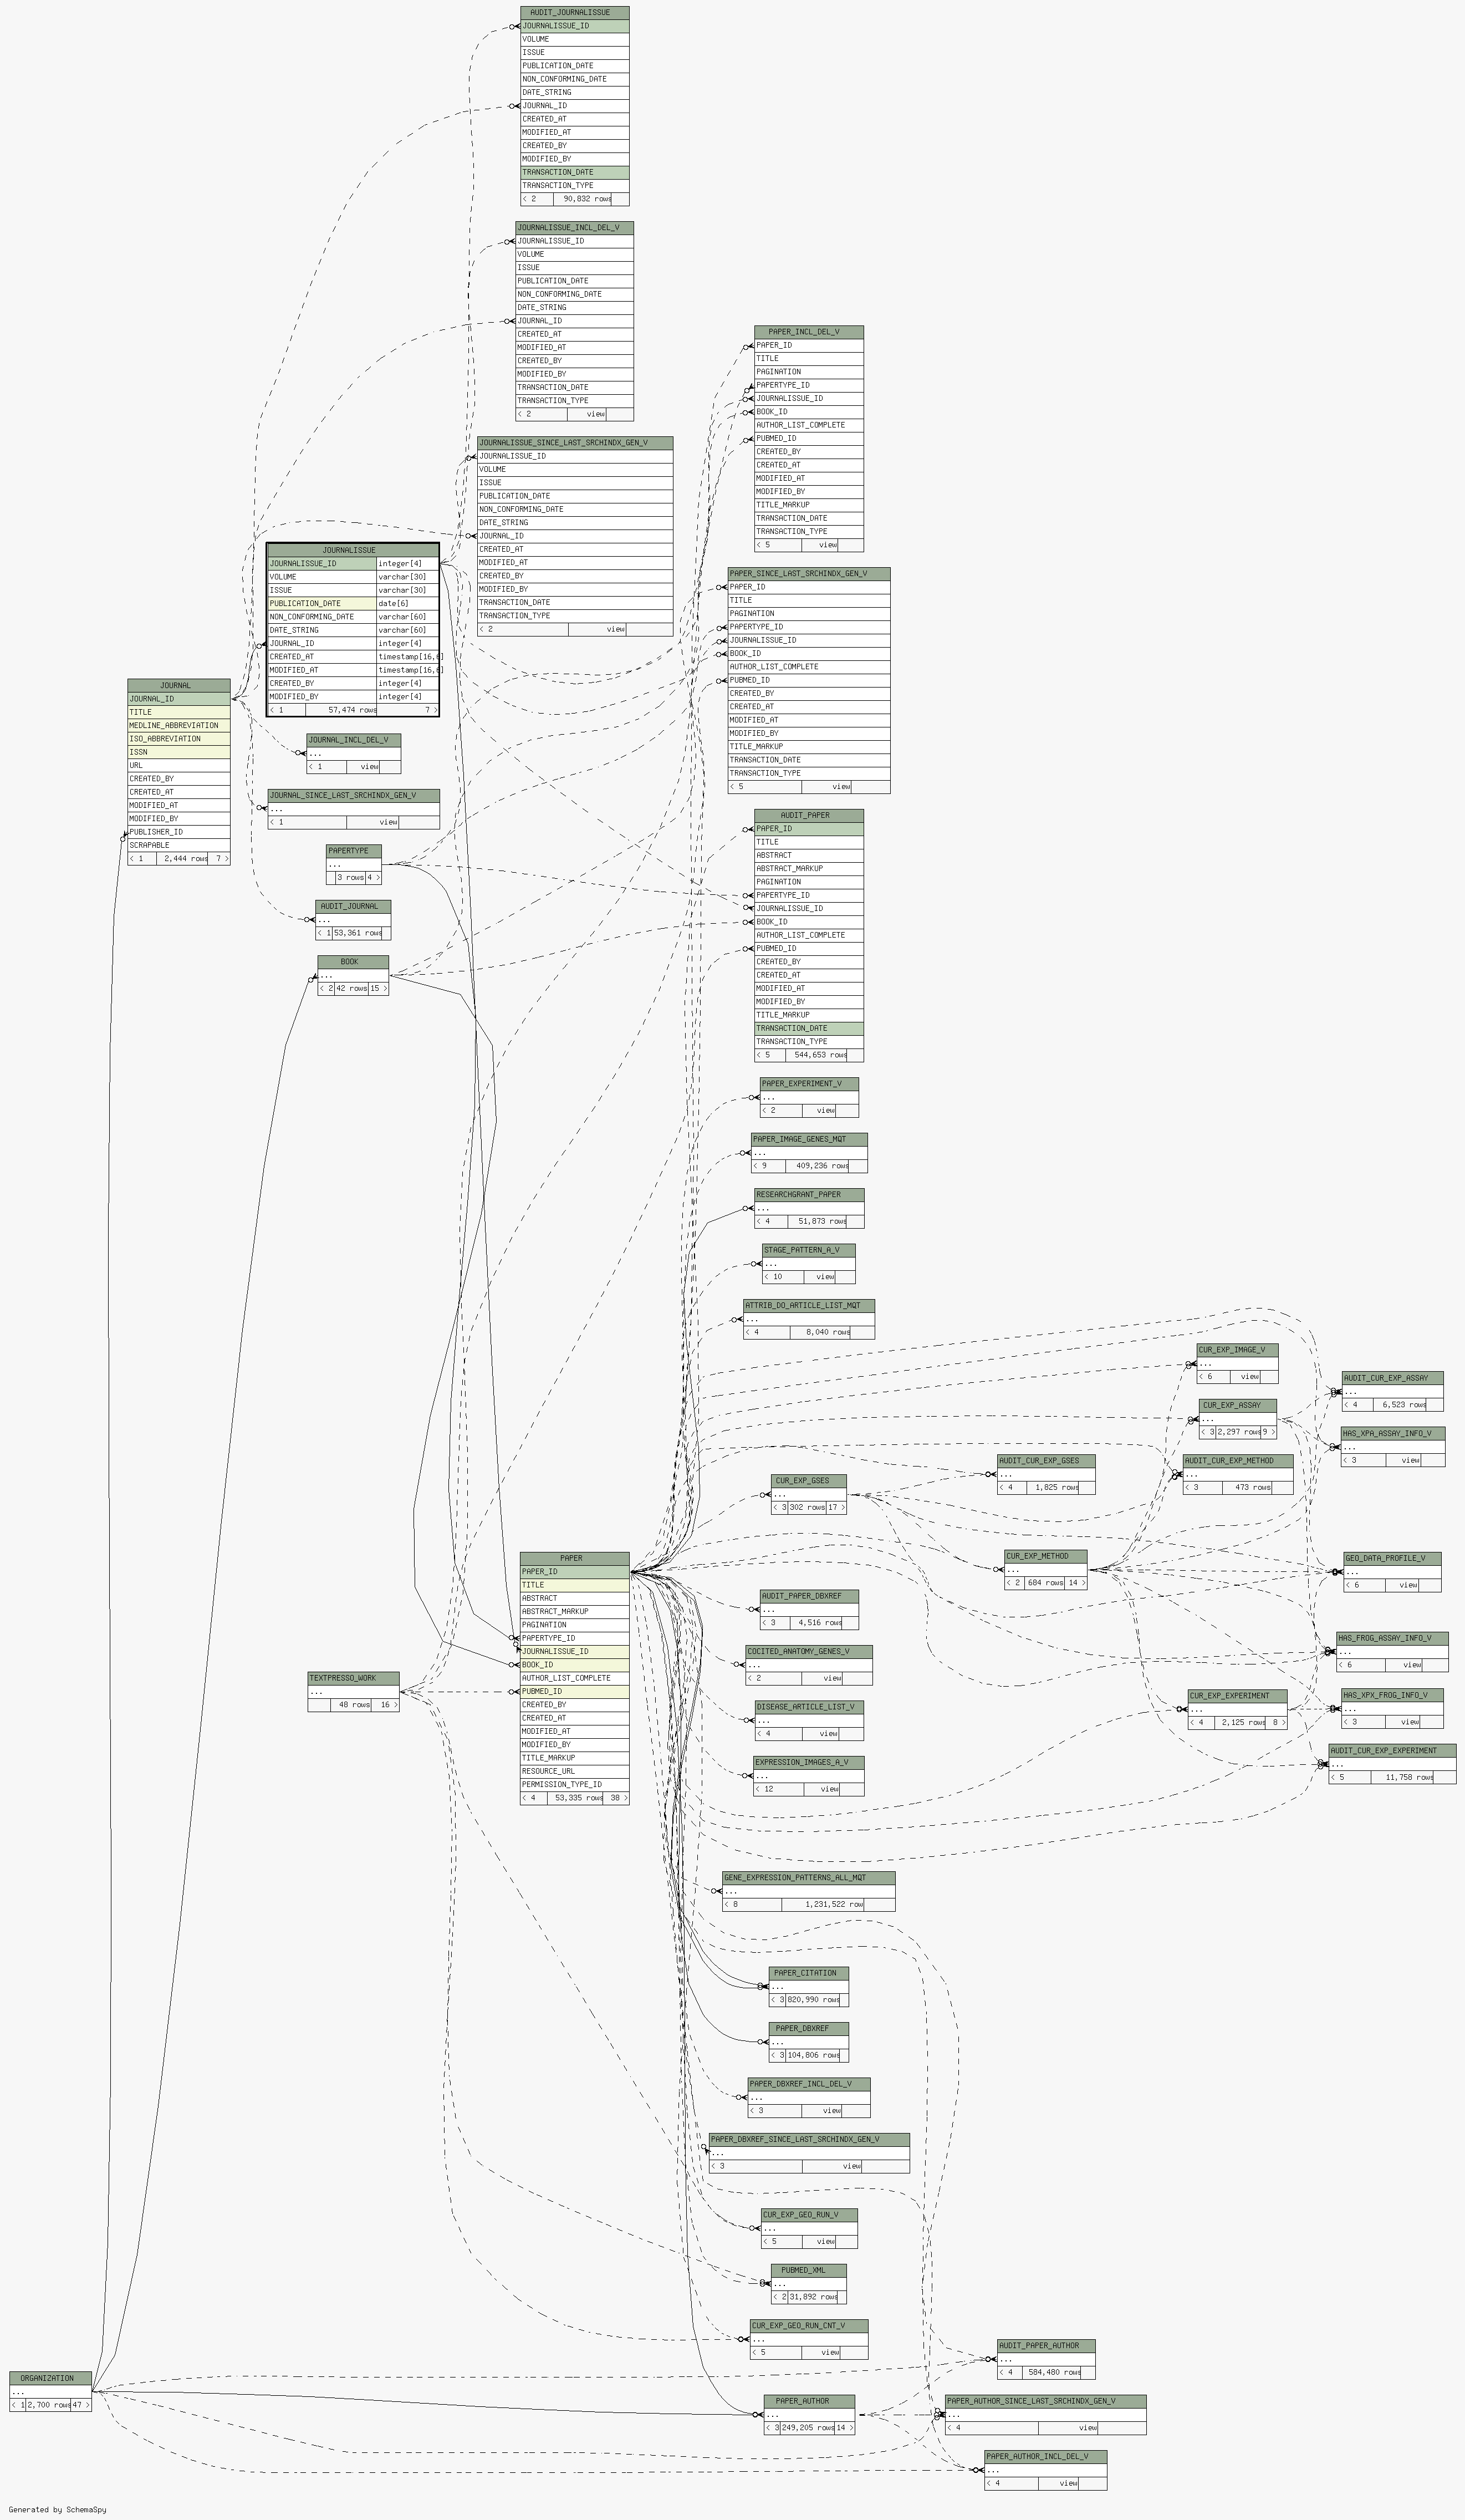 AUDIT_JOURNALISSUE
JOURNALISSUE_ID
VOLUME
ISSUE
PUBLICATION_DATE
NON_CONFORMING_DATE
DATE_STRING
JOURNAL_ID
CREATED_AT
MODIFIED_AT
CREATED_BY
MODIFIED_BY
TRANSACTION_DATE
TRANSACTION_TYPE
< 2 90,832 rows
JOURNALISSUE_INCL_DEL_V
JOURNALISSUE_ID
VOLUME
ISSUE
PUBLICATION_DATE
NON_CONFORMING_DATE
DATE_STRING
JOURNAL_ID
CREATED_AT
MODIFIED_AT
CREATED_BY
MODIFIED_BY
TRANSACTION_DATE
TRANSACTION_TYPE
< 2 view
JOURNALISSUE_SINCE_LAST_SRCHINDX_GEN_V
JOURNALISSUE_ID
VOLUME
ISSUE
PUBLICATION_DATE
NON_CONFORMING_DATE
DATE_STRING
JOURNAL_ID
CREATED_AT
MODIFIED_AT
CREATED_BY
MODIFIED_BY
TRANSACTION_DATE
TRANSACTION_TYPE
< 2 view
PAPER_INCL_DEL_V
PAPER_ID
TITLE
PAGINATION
PAPERTYPE_ID
JOURNALISSUE_ID
BOOK_ID
AUTHOR_LIST_COMPLETE
PUBMED_ID
CREATED_BY
CREATED_AT
MODIFIED_AT
MODIFIED_BY
TITLE_MARKUP
TRANSACTION_DATE
TRANSACTION_TYPE
< 5 view
JOURNALISSUE
JOURNALISSUE_ID integer[4]
VOLUME varchar[30]
ISSUE varchar[30]
PUBLICATION_DATE date[6]
NON_CONFORMING_DATE varchar[60]
DATE_STRING varchar[60]
JOURNAL_ID integer[4]
CREATED_AT timestamp[16,6]
MODIFIED_AT timestamp[16,6]
CREATED_BY integer[4]
MODIFIED_BY integer[4]
< 1 57,474 rows 7 >
PAPER_SINCE_LAST_SRCHINDX_GEN_V
PAPER_ID
TITLE
PAGINATION
PAPERTYPE_ID
JOURNALISSUE_ID
BOOK_ID
AUTHOR_LIST_COMPLETE
PUBMED_ID
CREATED_BY
CREATED_AT
MODIFIED_AT
MODIFIED_BY
TITLE_MARKUP
TRANSACTION_DATE
TRANSACTION_TYPE
< 5 view
JOURNAL
JOURNAL_ID
TITLE
MEDLINE_ABBREVIATION
ISO_ABBREVIATION
ISSN
URL
CREATED_BY
CREATED_AT
MODIFIED_AT
MODIFIED_BY
PUBLISHER_ID
SCRAPABLE
< 1 2,444 rows 7 >
JOURNAL_INCL_DEL_V
...
< 1 view
JOURNAL_SINCE_LAST_SRCHINDX_GEN_V
...
< 1 view
PAPERTYPE
...
3 rows 4 >
AUDIT_JOURNAL
...
< 1 53,361 rows
BOOK
...
< 2 42 rows 15 >
AUDIT_PAPER
PAPER_ID
TITLE
ABSTRACT
ABSTRACT_MARKUP
PAGINATION
PAPERTYPE_ID
JOURNALISSUE_ID
BOOK_ID
AUTHOR_LIST_COMPLETE
PUBMED_ID
CREATED_BY
CREATED_AT
MODIFIED_AT
MODIFIED_BY
TITLE_MARKUP
TRANSACTION_DATE
TRANSACTION_TYPE
< 5 544,653 rows
PAPER_EXPERIMENT_V
...
< 2 view
PAPER_IMAGE_GENES_MQT
...
< 9 409,236 rows
RESEARCHGRANT_PAPER
...
< 4 51,873 rows
STAGE_PATTERN_A_V
...
< 10 view
ATTRIB_DO_ARTICLE_LIST_MQT
...
< 4 8,040 rows
CUR_EXP_IMAGE_V
...
< 6 view
AUDIT_CUR_EXP_ASSAY
...
< 4 6,523 rows
CUR_EXP_ASSAY
...
< 3 2,297 rows 9 >
HAS_XPA_ASSAY_INFO_V
...
< 3 view
AUDIT_CUR_EXP_GSES
...
< 4 1,825 rows
AUDIT_CUR_EXP_METHOD
...
< 3 473 rows
CUR_EXP_GSES
...
< 3 302 rows 17 >
CUR_EXP_METHOD
...
< 2 684 rows 14 >
GEO_DATA_PROFILE_V
...
< 6 view
PAPER
PAPER_ID
TITLE
ABSTRACT
ABSTRACT_MARKUP
PAGINATION
PAPERTYPE_ID
JOURNALISSUE_ID
BOOK_ID
AUTHOR_LIST_COMPLETE
PUBMED_ID
CREATED_BY
CREATED_AT
MODIFIED_AT
MODIFIED_BY
TITLE_MARKUP
RESOURCE_URL
PERMISSION_TYPE_ID
< 4 53,335 rows 38 >
AUDIT_PAPER_DBXREF
...
< 3 4,516 rows
COCITED_ANATOMY_GENES_V
...
< 2 view
HAS_FROG_ASSAY_INFO_V
...
< 6 view
TEXTPRESSO_WORK
...
48 rows 16 >
DISEASE_ARTICLE_LIST_V
...
< 4 view
CUR_EXP_EXPERIMENT
...
< 4 2,125 rows 8 >
HAS_XPX_FROG_INFO_V
...
< 3 view
EXPRESSION_IMAGES_A_V
...
< 12 view
AUDIT_CUR_EXP_EXPERIMENT
...
< 5 11,758 rows
GENE_EXPRESSION_PATTERNS_ALL_MQT
...
< 8 1,231,522 row
PAPER_CITATION
...
< 3 820,990 rows
PAPER_DBXREF
...
< 3 104,806 rows
PAPER_DBXREF_INCL_DEL_V
...
< 3 view
PAPER_DBXREF_SINCE_LAST_SRCHINDX_GEN_V
...
< 3 view
CUR_EXP_GEO_RUN_V
...
< 5 view
PUBMED_XML
...
< 2 31,892 rows
CUR_EXP_GEO_RUN_CNT_V
...
< 5 view
AUDIT_PAPER_AUTHOR
...
< 4 584,480 rows
ORGANIZATION
...
< 1 2,700 rows 47 >
PAPER_AUTHOR
...
< 3 249,205 rows 14 >
PAPER_AUTHOR_SINCE_LAST_SRCHINDX_GEN_V
...
< 4 view
PAPER_AUTHOR_INCL_DEL_V
...
< 4 view
Generated by SchemaSpy